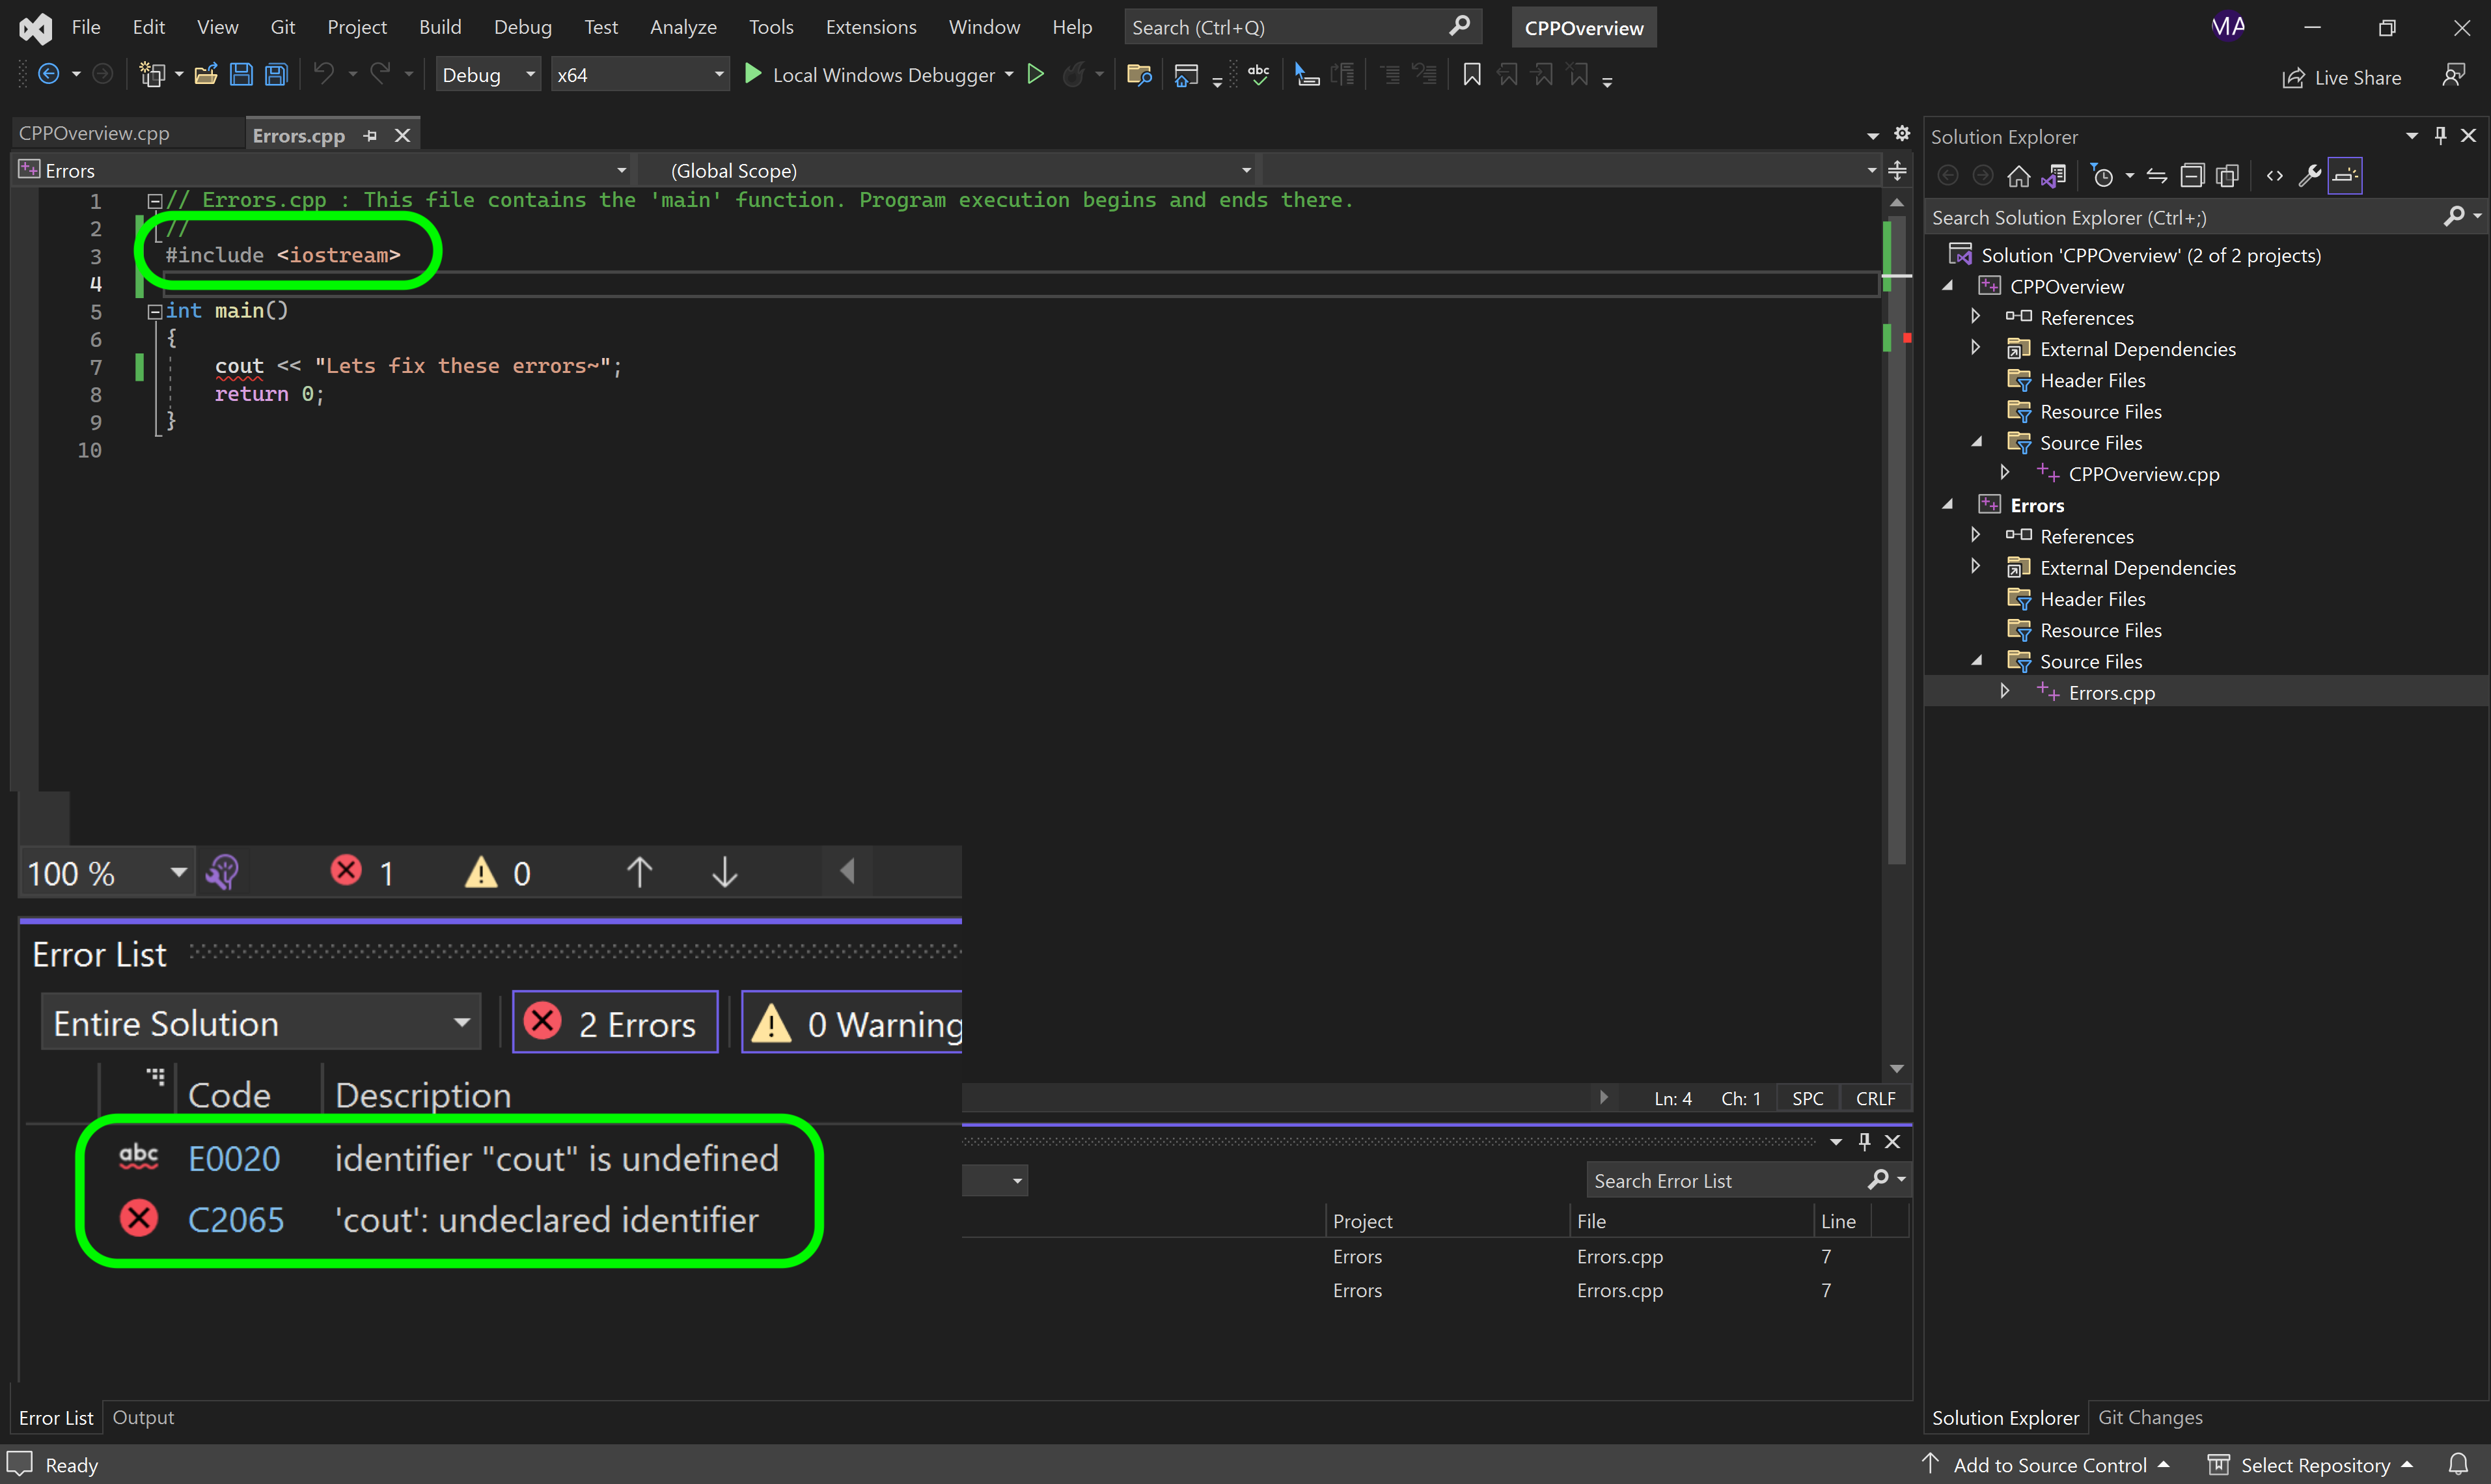 File Edit View Git Project Build Debug Test Analyze Tools Extensions Window Help Search (Ctrl+Q) CPPOverview MA
Debug x64 Local Windows Debugger abc Live Share
CPPOverview.cpp Errors.cpp
Errors (Global Scope)
1 // Errors.cpp : This file contains the 'main' function. Program execution begins and ends there.
2 //
3 #include <iostream>
4
5 int main()
6 {
7 cout << "Lets fix these errors~";
8 return 0;
9 }
10
100 % 1 0
Error List
Entire Solution 2 Errors 0 Warning
Code Description
abc E0020 identifier "cout" is undefined
C2065 'cout': undeclared identifier
Ln: 4 Ch: 1 SPC CRLF
Search Error List
Project File Line
Errors Errors.cpp 7
Errors Errors.cpp 7
Error List Output
Solution Explorer
Search Solution Explorer (Ctrl+;)
Solution 'CPPOverview' (2 of 2 projects)
CPPOverview
References
External Dependencies
Header Files
Resource Files
Source Files
CPPOverview.cpp
Errors
References
External Dependencies
Header Files
Resource Files
Source Files
Errors.cpp
Solution Explorer Git Changes
Ready Add to Source Control Select Repository